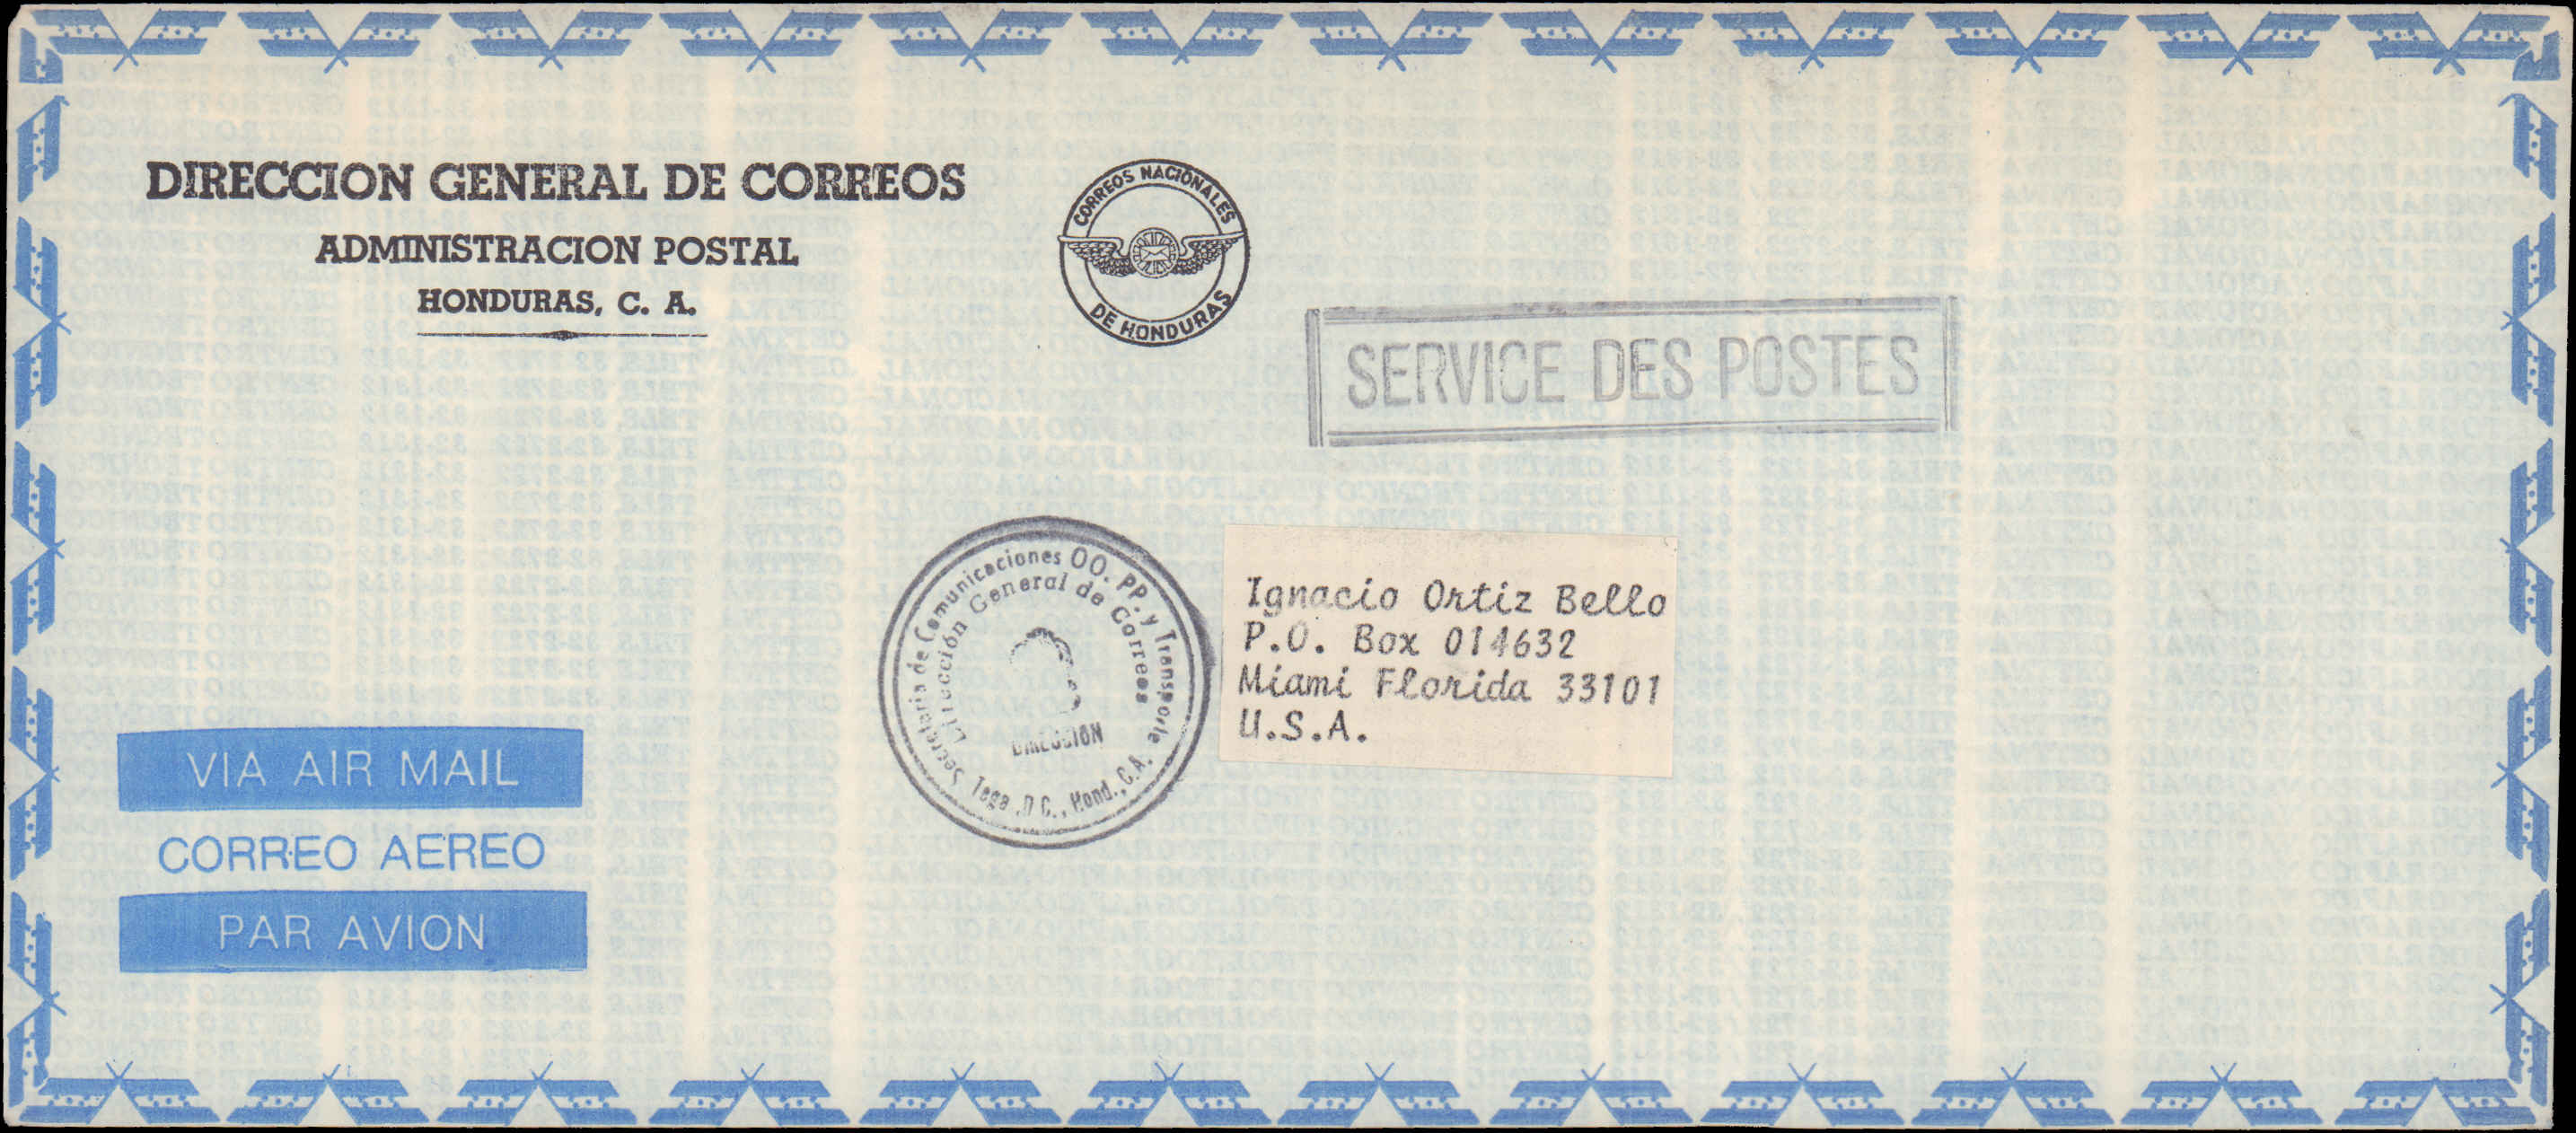 DIRECCION GENERAL DE CORREOS
ADMINISTRACION POSTAL
HONDURAS, C. A.
CORREOS NACIONALES
DE HONDURAS
SERVICE DES POSTES
Secretaria de Comunicaciones OO. PP. y Transporte
Dirección General de Correos
DIRECCION
Tega. D.C., Hond., C.A.
Ignacio Ortiz Bello
P.O. Box 014632
Miami Florida 33101
U.S.A.
VIA AIR MAIL
CORREO AEREO
PAR AVION